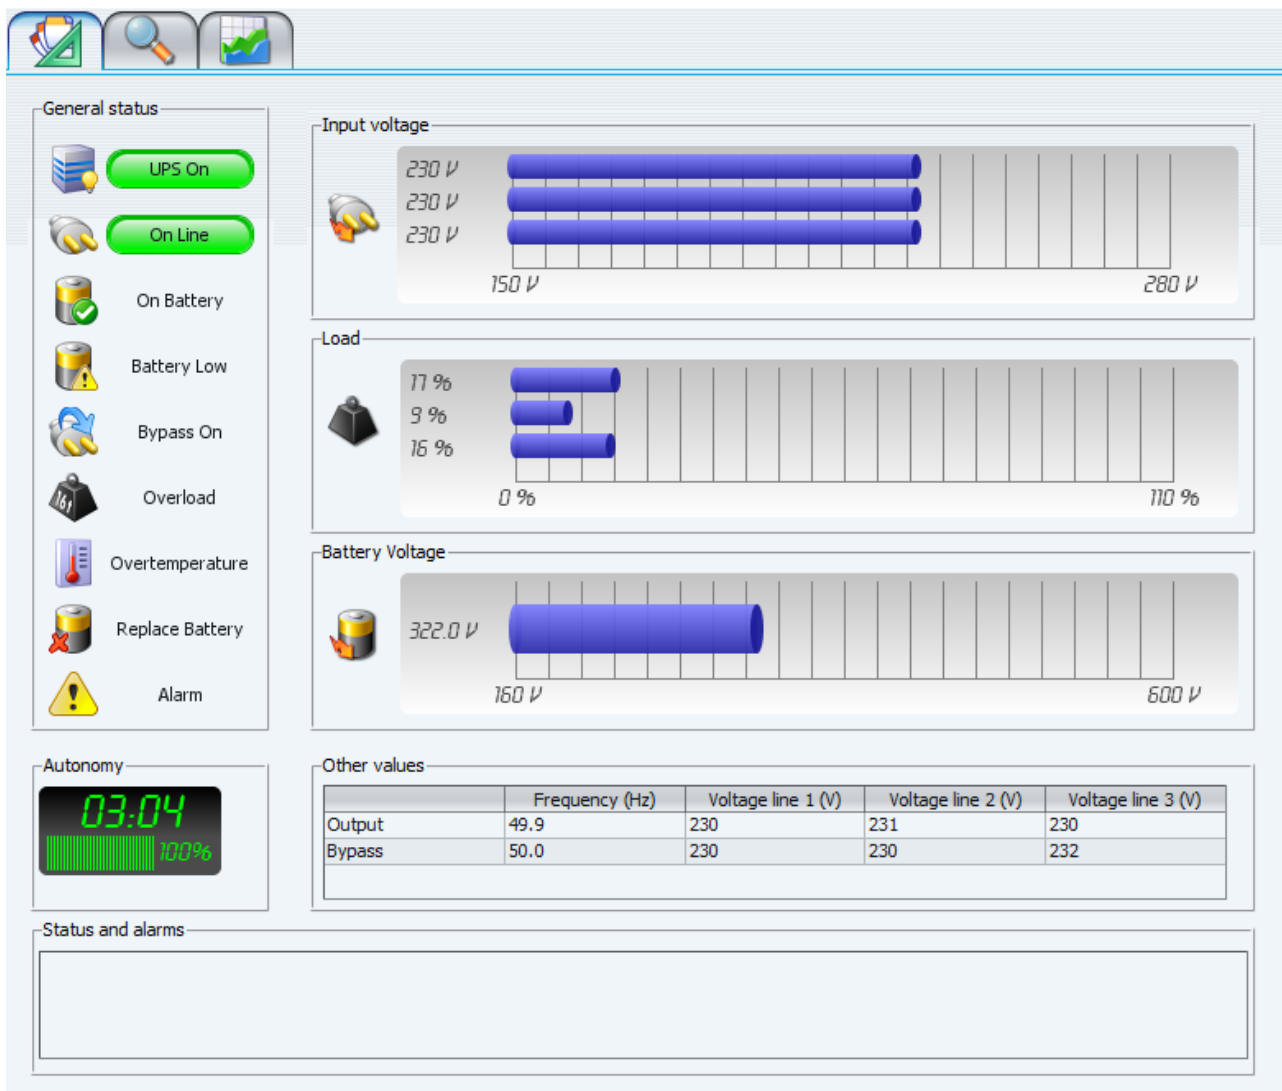 General status
UPS On
On Line
On Battery
Battery Low
Bypass On
16t
Overload
Overtemperature
Replace Battery
Alarm
Input voltage
230 V
230 V
230 V
150 V 280 V
Load
17 %
9 %
16 %
0 % 110 %
Battery Voltage
322.0 V
160 V 600 V
Autonomy
03:04
100%
Other values
Frequency (Hz) Voltage line 1 (V) Voltage line 2 (V) Voltage line 3 (V)
Output 49.9 230 231 230
Bypass 50.0 230 230 232
Status and alarms